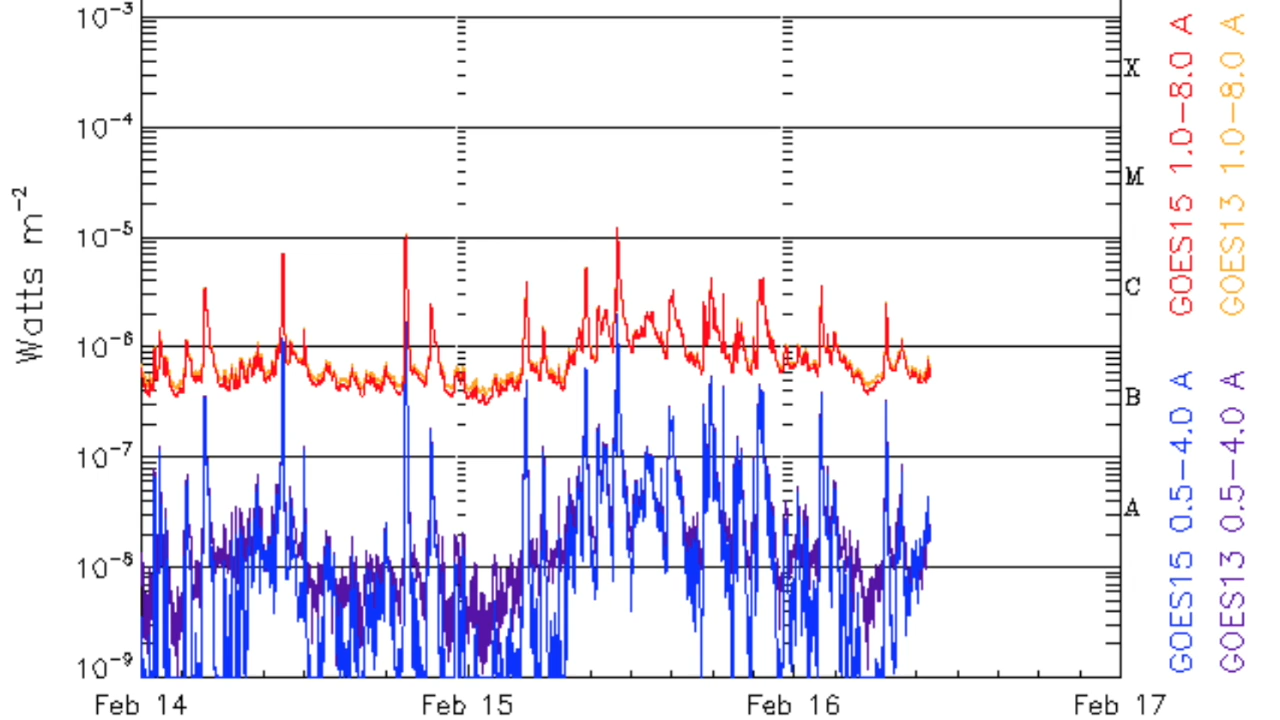 10⁻³
10⁻⁴
10⁻⁵
10⁻⁶
10⁻⁷
10⁻⁸
10⁻⁹
Watts m⁻²
Feb 14
Feb 15
Feb 16
Feb 17
X
M
C
B
A
GOES15 1.0-8.0 A
GOES13 1.0-8.0 A
GOES15 0.5-4.0 A
GOES13 0.5-4.0 A